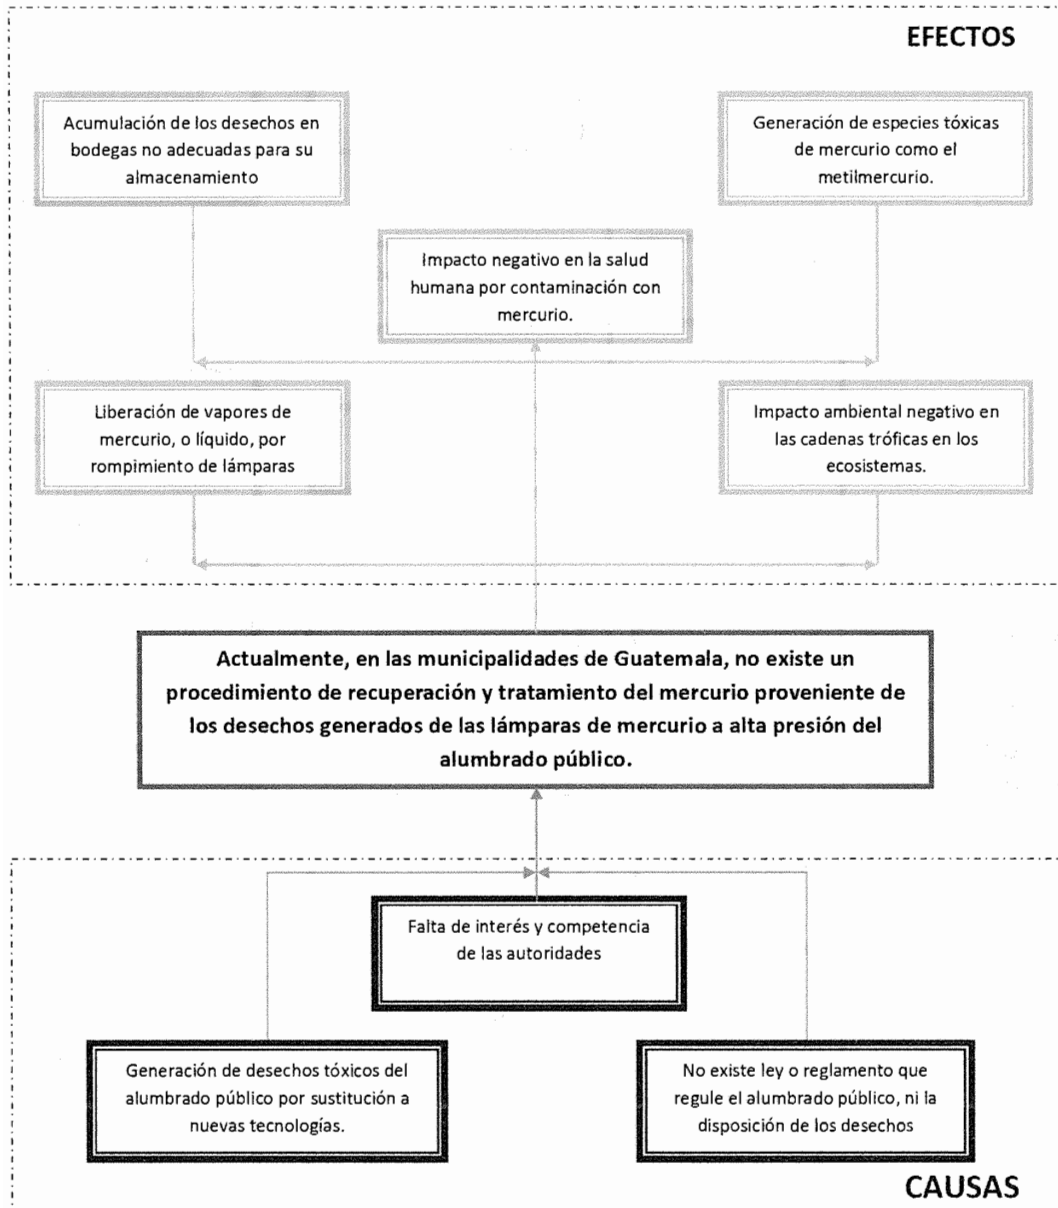 EFECTOS
Acumulación de los desechos en
bodegas no adecuadas para su
almacenamiento
Generación de especies tóxicas
de mercurio como el
metilmercurio.
Impacto negativo en la salud
humana por contaminación con
mercurio.
Liberación de vapores de
mercurio, o líquido, por
rompimiento de lámparas
Impacto ambiental negativo en
las cadenas tróficas en los
ecosistemas.
Actualmente, en las municipalidades de Guatemala, no existe un
procedimiento de recuperación y tratamiento del mercurio proveniente de
los desechos generados de las lámparas de mercurio a alta presión del
alumbrado público.
Falta de interés y competencia
de las autoridades
Generación de desechos tóxicos del
alumbrado público por sustitución a
nuevas tecnologías.
No existe ley o reglamento que
regule el alumbrado público, ni la
disposición de los desechos
CAUSAS